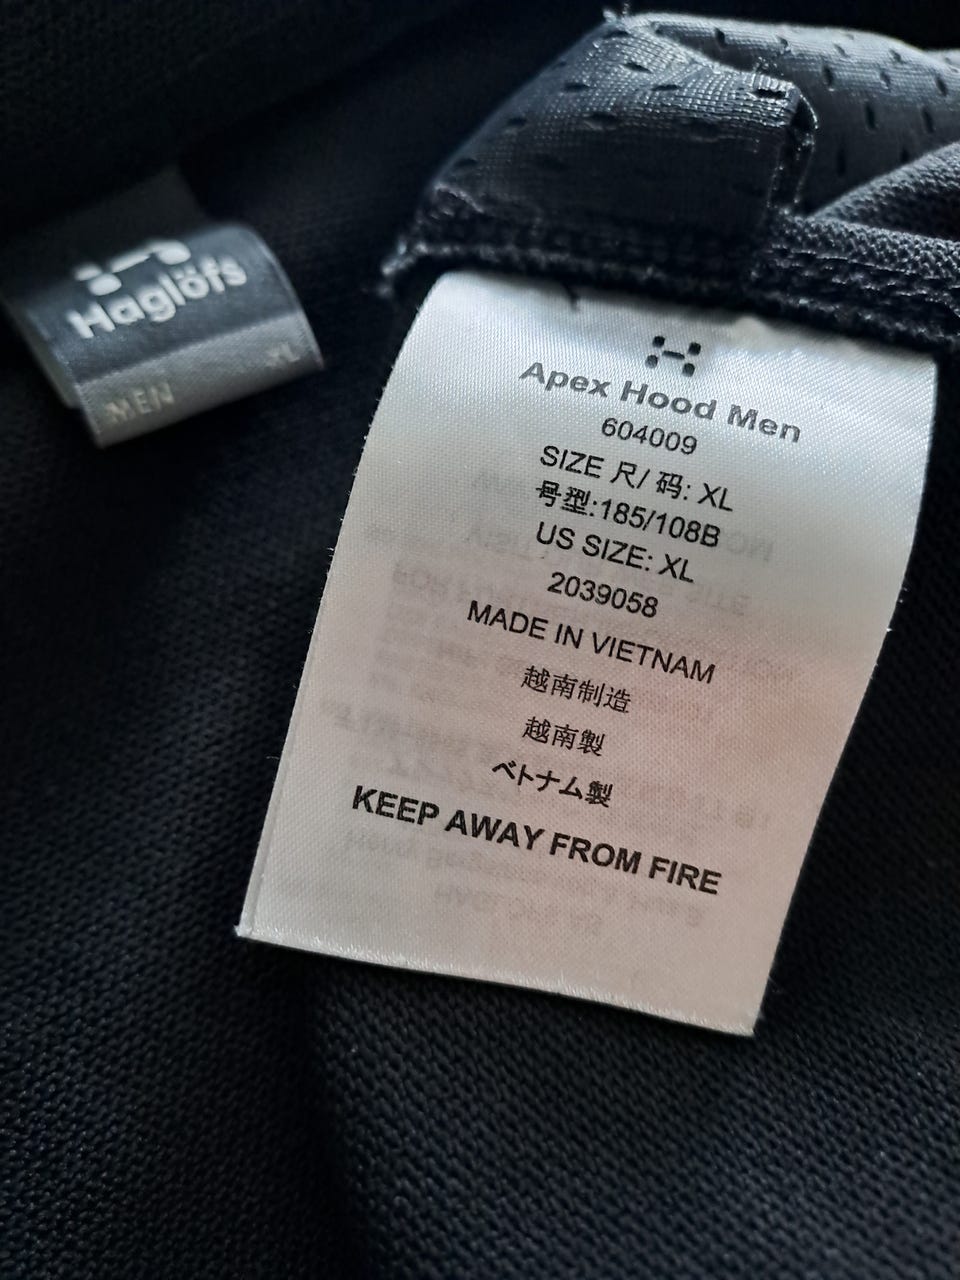 Haglöfs
MEN XL
Apex Hood Men
604009
SIZE 尺/ 码: XL
号型:185/108B
US SIZE: XL
2039058
MADE IN VIETNAM
越南制造
越南製
ベトナム製
KEEP AWAY FROM FIRE